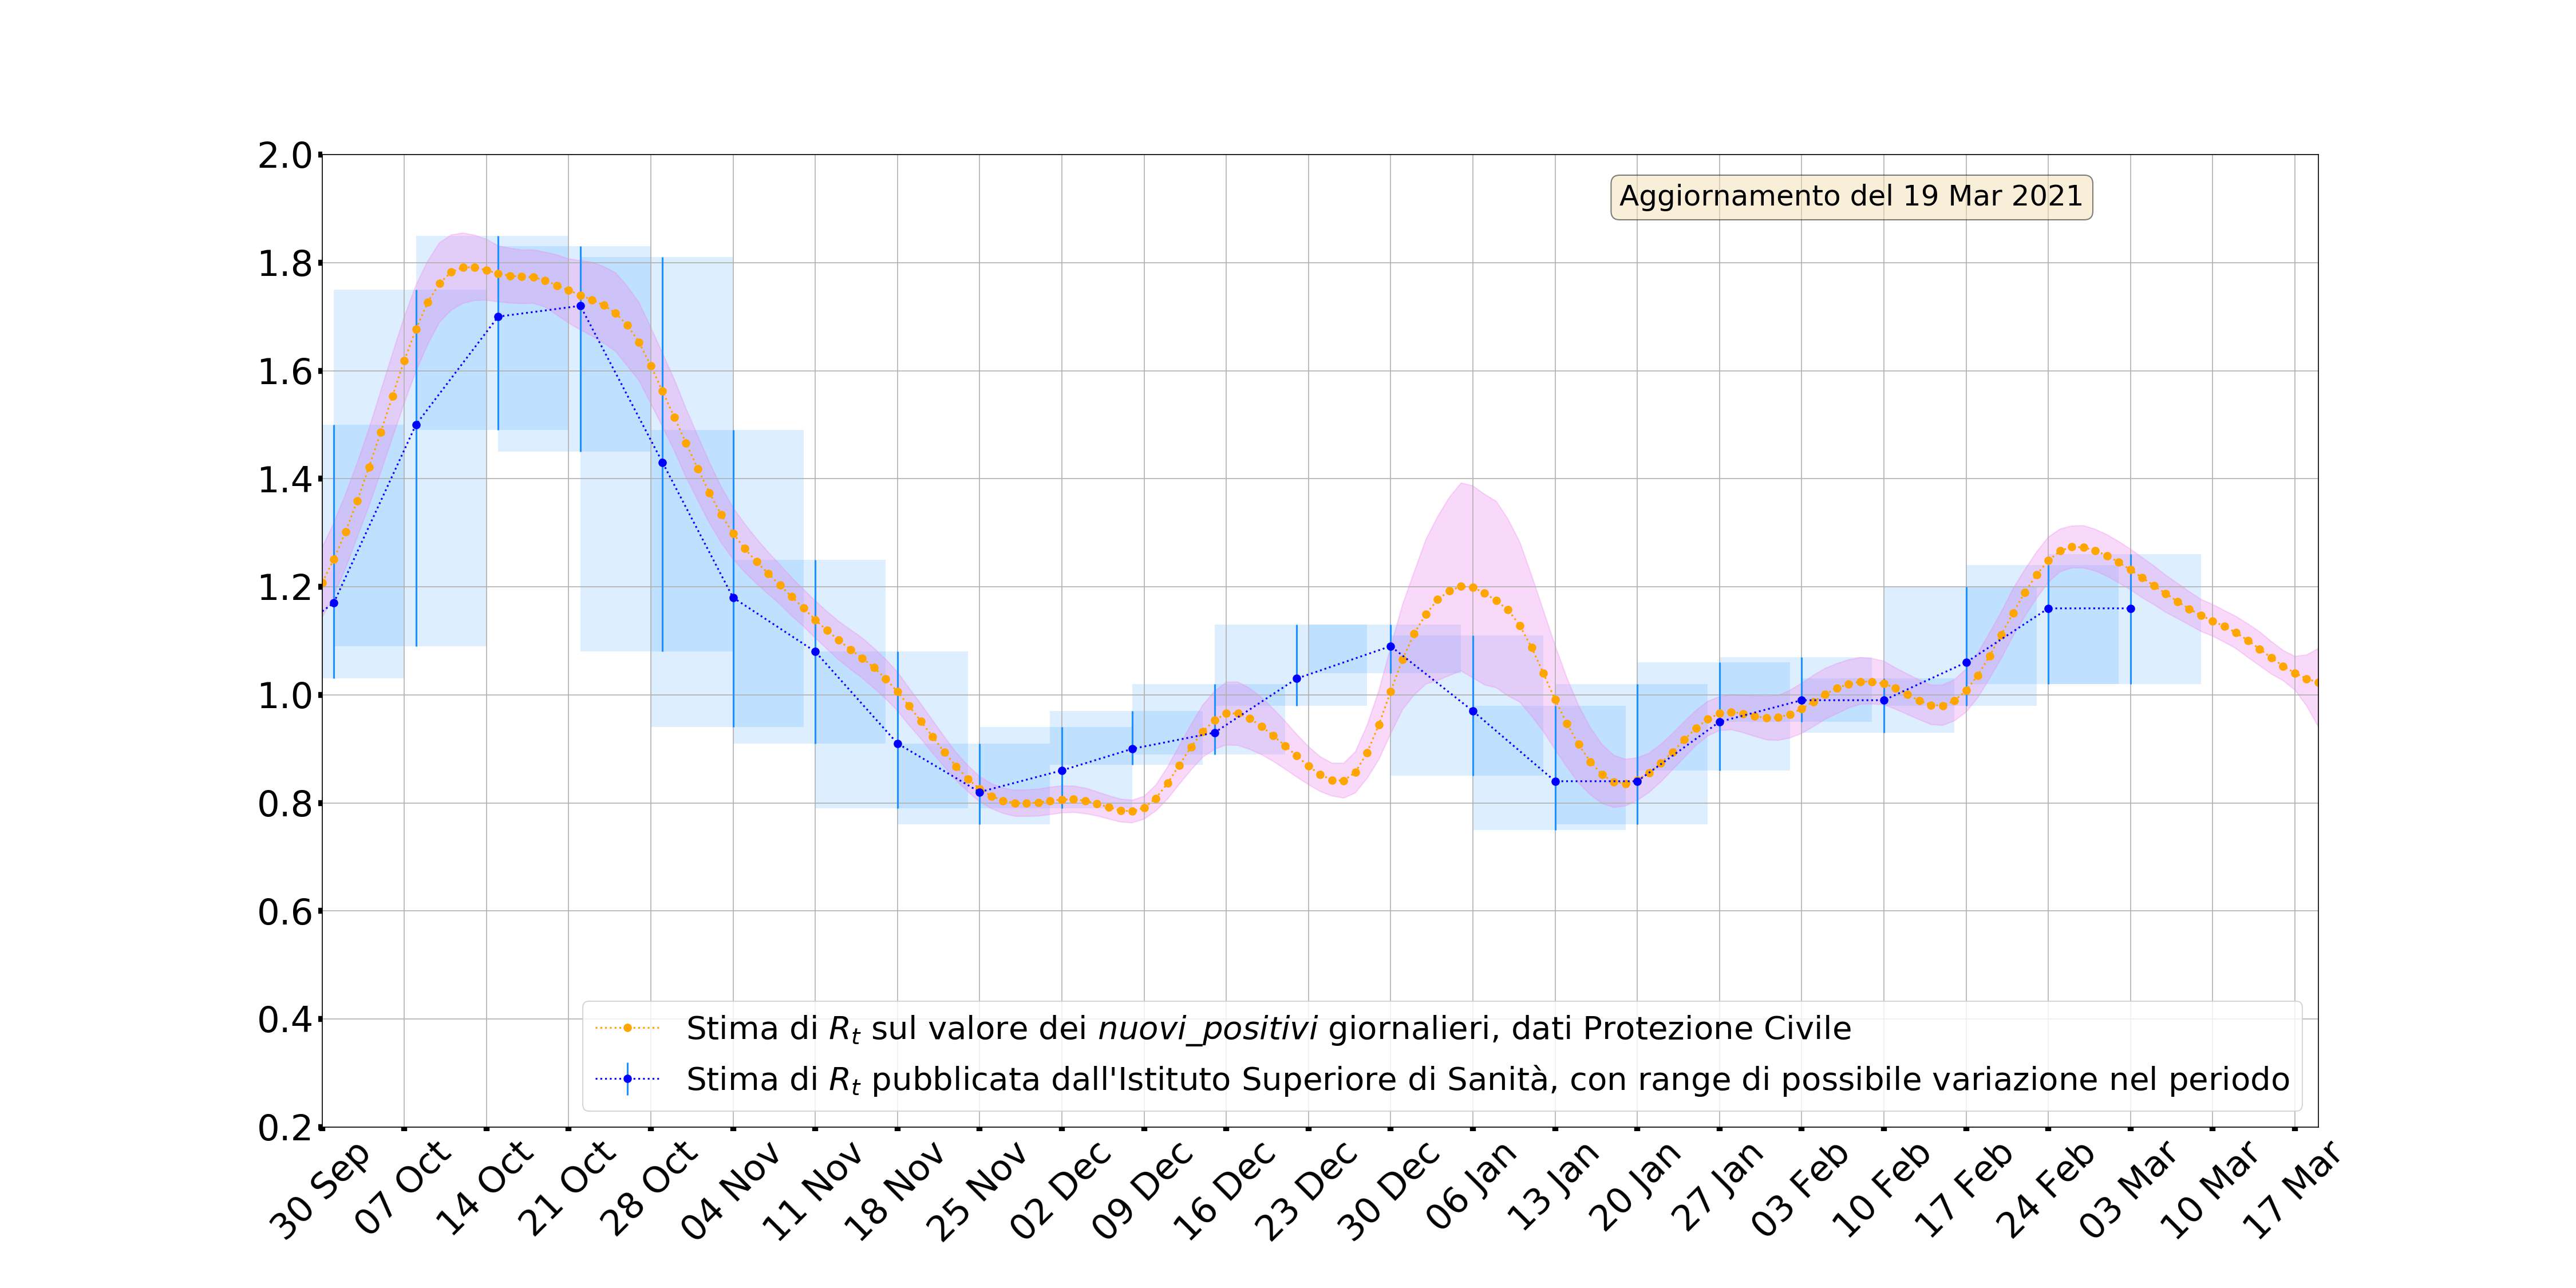 2.0
1.8
1.6
1.4
1.2
1.0
0.8
0.6
0.4
0.2
Aggiornamento del 19 Mar 2021
Stima di Rt sul valore dei nuovi_positivi giornalieri, dati Protezione Civile
Stima di Rt pubblicata dall'Istituto Superiore di Sanità, con range di possibile variazione nel periodo
30 Sep
07 Oct
14 Oct
21 Oct
28 Oct
04 Nov
11 Nov
18 Nov
25 Nov
02 Dec
09 Dec
16 Dec
23 Dec
30 Dec
06 Jan
13 Jan
20 Jan
27 Jan
03 Feb
10 Feb
17 Feb
24 Feb
03 Mar
10 Mar
17 Mar